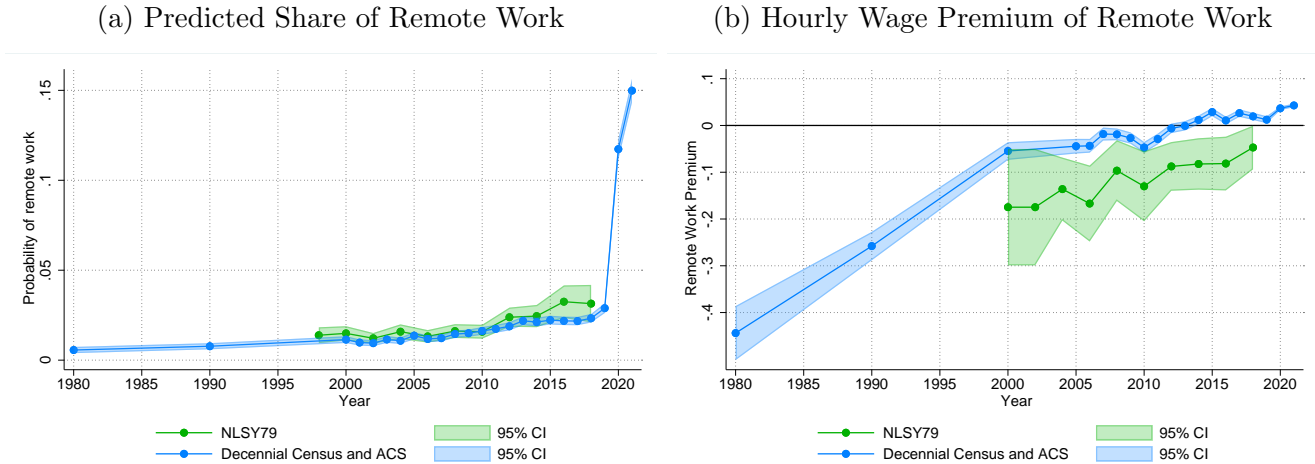 (a) Predicted Share of Remote Work
Probability of remote work
.15
.1
.05
0
1980 1985 1990 1995 2000 2005 2010 2015 2020
Year
NLSY79 95% CI
Decennial Census and ACS 95% CI
(b) Hourly Wage Premium of Remote Work
Remote Work Premium
.1
0
-.1
-.2
-.3
-.4
1980 1985 1990 1995 2000 2005 2010 2015 2020
Year
NLSY79 95% CI
Decennial Census and ACS 95% CI